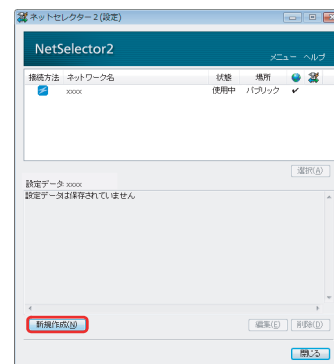 ネットセレクター2(設定)
NetSelector2
メニュー ヘルプ
接続方法 ネットワーク名 状態 場所
xxxx 使用中 パブリック ✔
選択(A)
設定データ:xxxx
設定データは保存されていません
新規作成(N) 編集(E) 削除(D)
閉じる